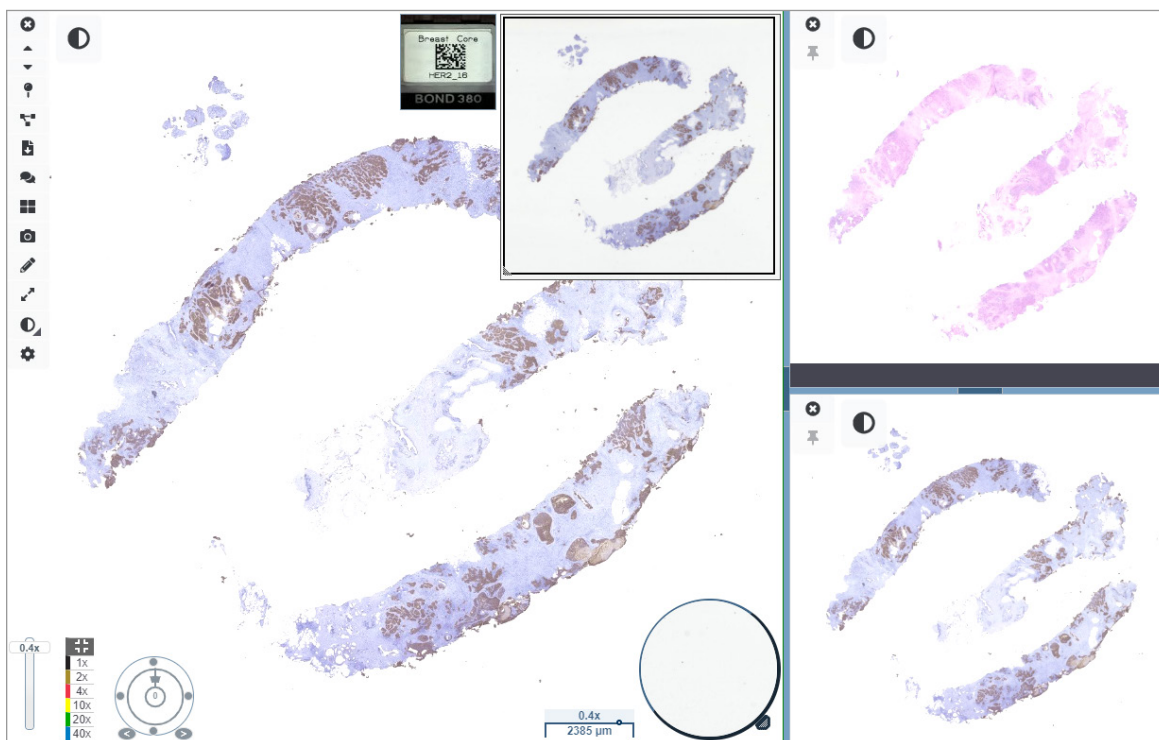 Breast Core
HER2_16
BOND 380
0.4x
1x
2x
4x
10x
20x
40x
0
0.4x
2385 µm